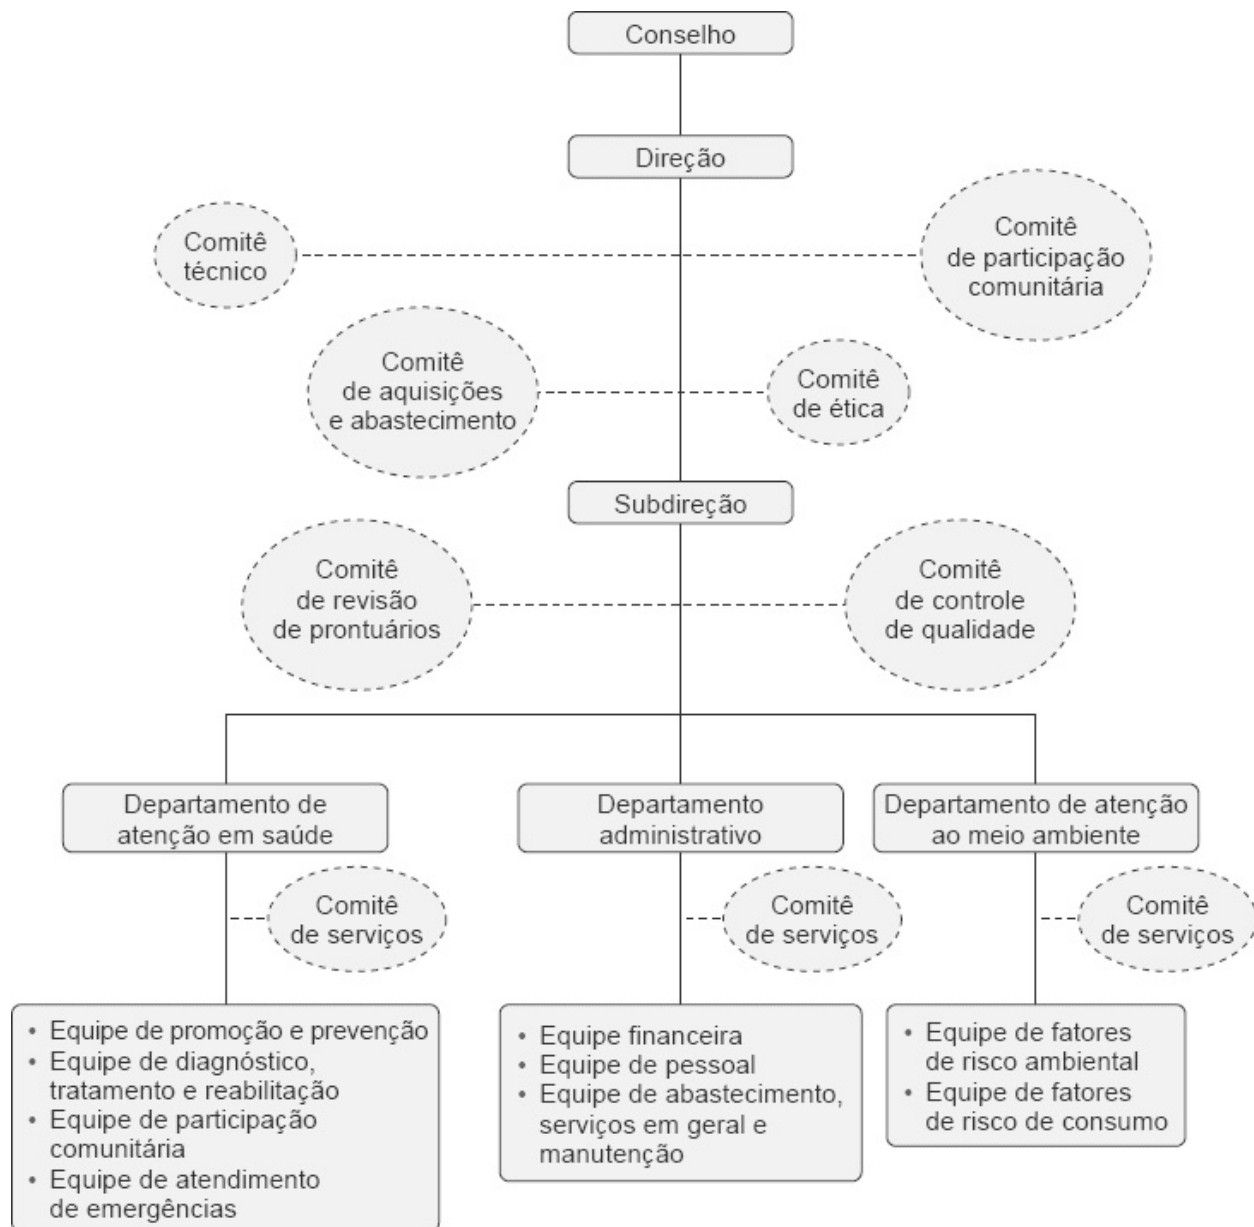 Conselho
Direção
Comitê
técnico
Comitê
de participação
comunitária
Comitê
de aquisições
e abastecimento
Comitê
de ética
Subdireção
Comitê
de revisão
de prontuários
Comitê
de controle
de qualidade
Departamento de
atenção em saúde
Departamento
administrativo
Departamento de atenção
ao meio ambiente
Comitê
de serviços
Comitê
de serviços
Comitê
de serviços
• Equipe de promoção e prevenção
• Equipe de diagnóstico,
tratamento e reabilitação
• Equipe de participação
comunitária
• Equipe de atendimento
de emergências
• Equipe financeira
• Equipe de pessoal
• Equipe de abastecimento,
serviços em geral e
manutenção
• Equipe de fatores
de risco ambiental
• Equipe de fatores
de risco de consumo